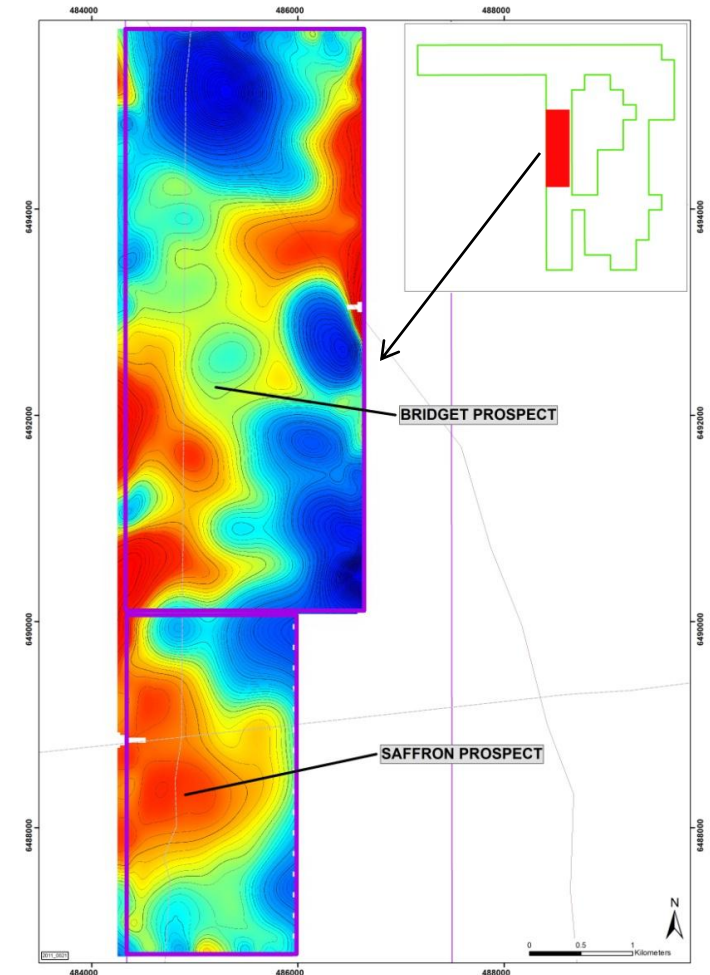 484000 486000 488000
6494000 6494000
BRIDGET PROSPECT
6492000 6492000
6490000 6490000
SAFFRON PROSPECT
6488000 6488000
N
0 0.5 1
Kilometers
484000 486000 488000